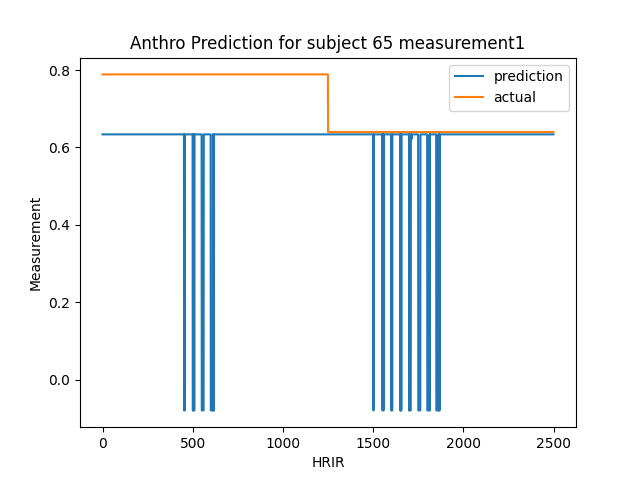 Anthro Prediction for subject 65 measurement1
prediction
actual
0.8
0.6
0.4
0.2
0.0
Measurement
0
500
1000
1500
2000
2500
HRIR